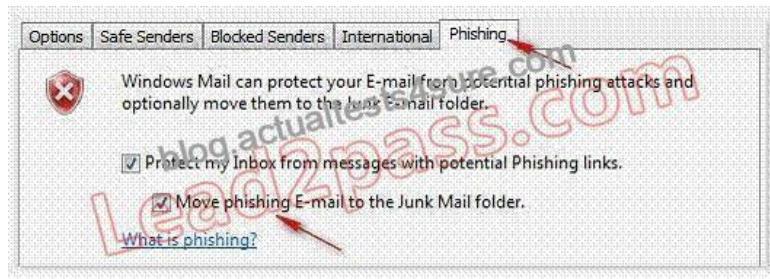 Options Safe Senders Blocked Senders International Phishing
Windows Mail can protect your E-mail from potential phishing attacks and
optionally move them to the Junk E-mail folder.
Protect my Inbox from messages with potential Phishing links.
Move phishing E-mail to the Junk Mail folder.
What is phishing?
blog.actualtests4sure.com
Lead2pass.com